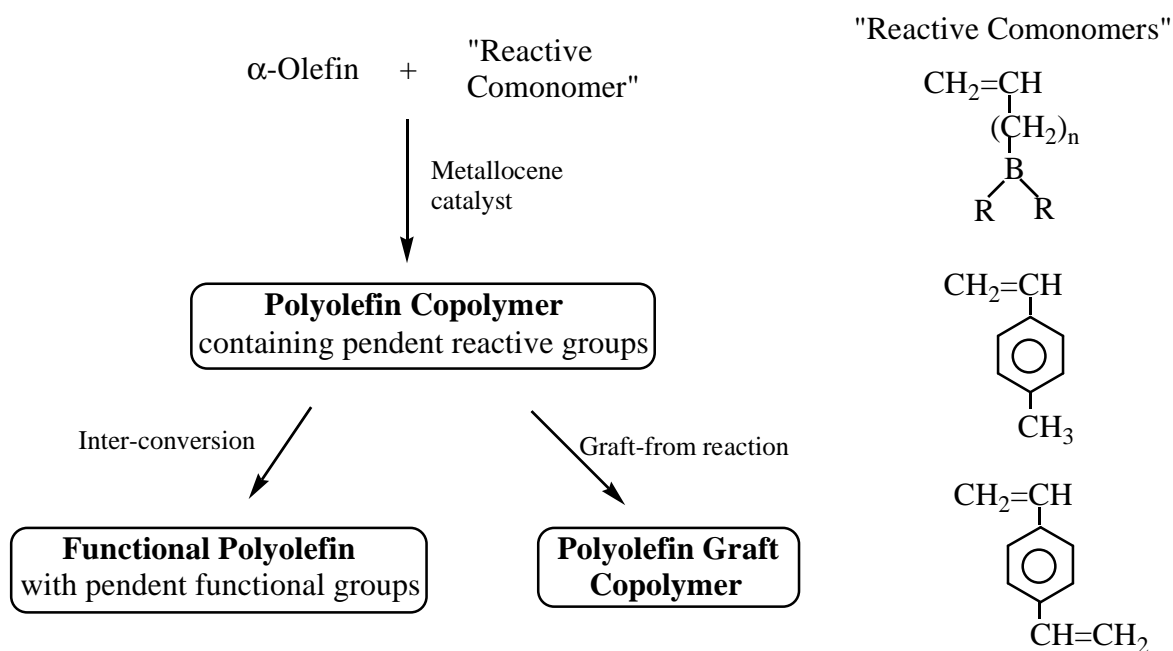 "Reactive Comonomers"
α-Olefin + "Reactive
Comonomer"
Metallocene
catalyst
Polyolefin Copolymer
containing pendent reactive groups
Inter-conversion
Graft-from reaction
Functional Polyolefin
with pendent functional groups
Polyolefin Graft
Copolymer
CH₂=CH
(CH₂)ₙ
B
R R
CH₂=CH
CH₃
CH₂=CH
CH=CH₂